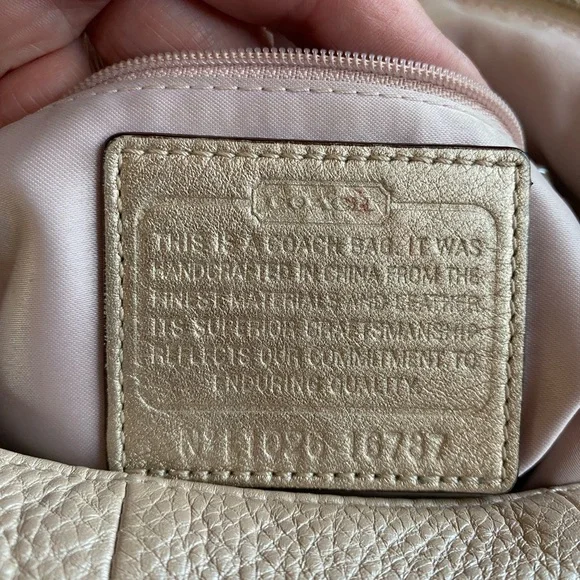 COACH
THIS IS A COACH BAG. IT WAS
HANDCRAFTED IN CHINA FROM THE
FINEST MATERIALS AND LEATHER
ITS SUPERIOR CRAFTSMANSHIP
REFLECTS OUR COMMITMENT TO
ENDURING QUALITY.
Nº 11026-16787